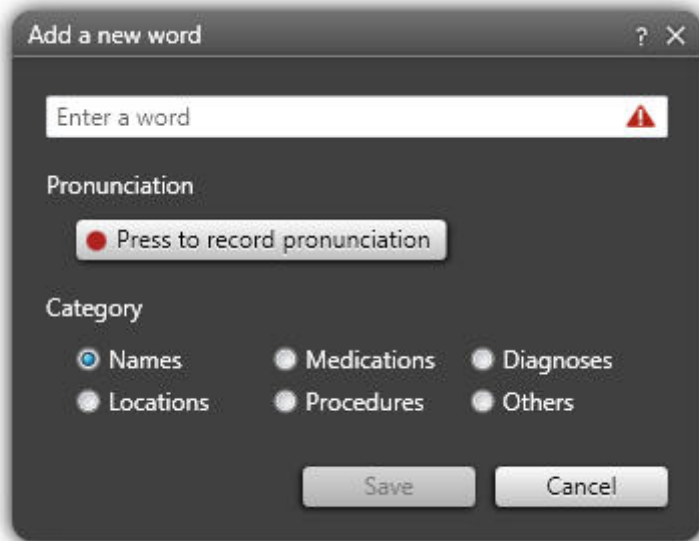 Add a new word ?
Enter a word
Pronunciation
Press to record pronunciation
Category
Names Medications Diagnoses
Locations Procedures Others
Save Cancel